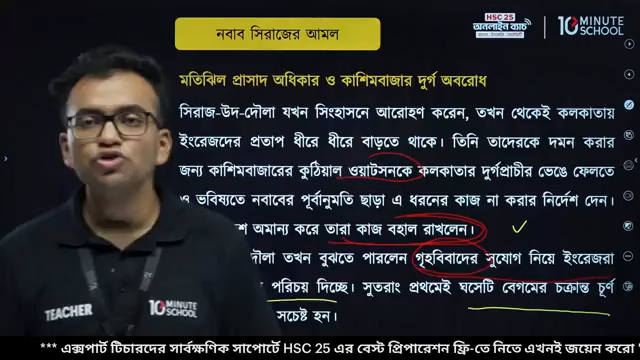 নবাব সিরাজের আমল
HSC 25
অনলাইন ব্যাচ
10 MINUTE SCHOOL
মতিঝিল প্রাসাদ অধিকার ও কাশিমবাজার দুর্গ অবরোধ
সিরাজ-উদ-দৌলা যখন সিংহাসনে আরোহণ করেন, তখন থেকেই কলকাতায়
ইংরেজদের প্রতাপ ধীরে ধীরে বাড়তে থাকে। তিনি তাদেরকে দমন করার
জন্য কাশিমবাজারের কুঠিয়াল ওয়াটসনকে কলকাতার দুর্গপ্রাচীর ভেঙে ফেলতে
ও ভবিষ্যতে নবাবের পূর্বানুমতি ছাড়া এ ধরনের কাজ না করার নির্দেশ দেন।
অমান্য করে তারা কাজ বহাল রাখলেন।
দৌলা তখন বুঝতে পারলেন গৃহবিবাদের সুযোগ নিয়ে ইংরেজরা
পরিচয় দিচ্ছে। সুতরাং প্রথমেই ঘসেটি বেগমের চক্রান্ত চূর্ণ
সচেষ্ট হন।
TEACHER
10 MINUTE SCHOOL
*** এক্সপার্ট টিচারদের সার্বক্ষণিক সাপোর্টে HSC 25 এর বেস্ট প্রিপারেশন ফ্রি-তে নিতে এখনই জয়েন করো